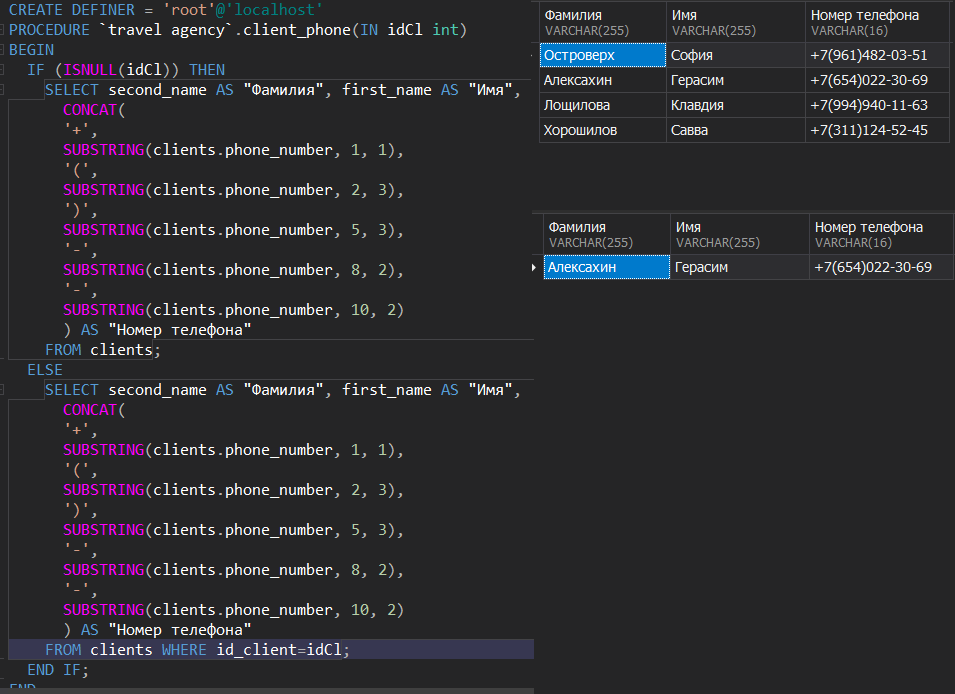 CREATE DEFINER = 'root'@'localhost'
PROCEDURE `travel agency`.client_phone(IN idCl int)
BEGIN
IF (ISNULL(idCl)) THEN
SELECT second_name AS "Фамилия", first_name AS "Имя",
CONCAT(
'+',
SUBSTRING(clients.phone_number, 1, 1),
'(',
SUBSTRING(clients.phone_number, 2, 3),
')',
SUBSTRING(clients.phone_number, 5, 3),
'-',
SUBSTRING(clients.phone_number, 8, 2),
'-',
SUBSTRING(clients.phone_number, 10, 2)
) AS "Номер телефона"
FROM clients;
ELSE
SELECT second_name AS "Фамилия", first_name AS "Имя",
CONCAT(
'+',
SUBSTRING(clients.phone_number, 1, 1),
'(',
SUBSTRING(clients.phone_number, 2, 3),
')',
SUBSTRING(clients.phone_number, 5, 3),
'-',
SUBSTRING(clients.phone_number, 8, 2),
'-',
SUBSTRING(clients.phone_number, 10, 2)
) AS "Номер телефона"
FROM clients WHERE id_client=idCl;
END IF;
END
Фамилия Имя Номер телефона
VARCHAR(255) VARCHAR(255) VARCHAR(16)
Островерх София +7(961)482-03-51
Алексахин Герасим +7(654)022-30-69
Лощилова Клавдия +7(994)940-11-63
Хорошилов Савва +7(311)124-52-45
Фамилия Имя Номер телефона
VARCHAR(255) VARCHAR(255) VARCHAR(16)
Алексахин Герасим +7(654)022-30-69